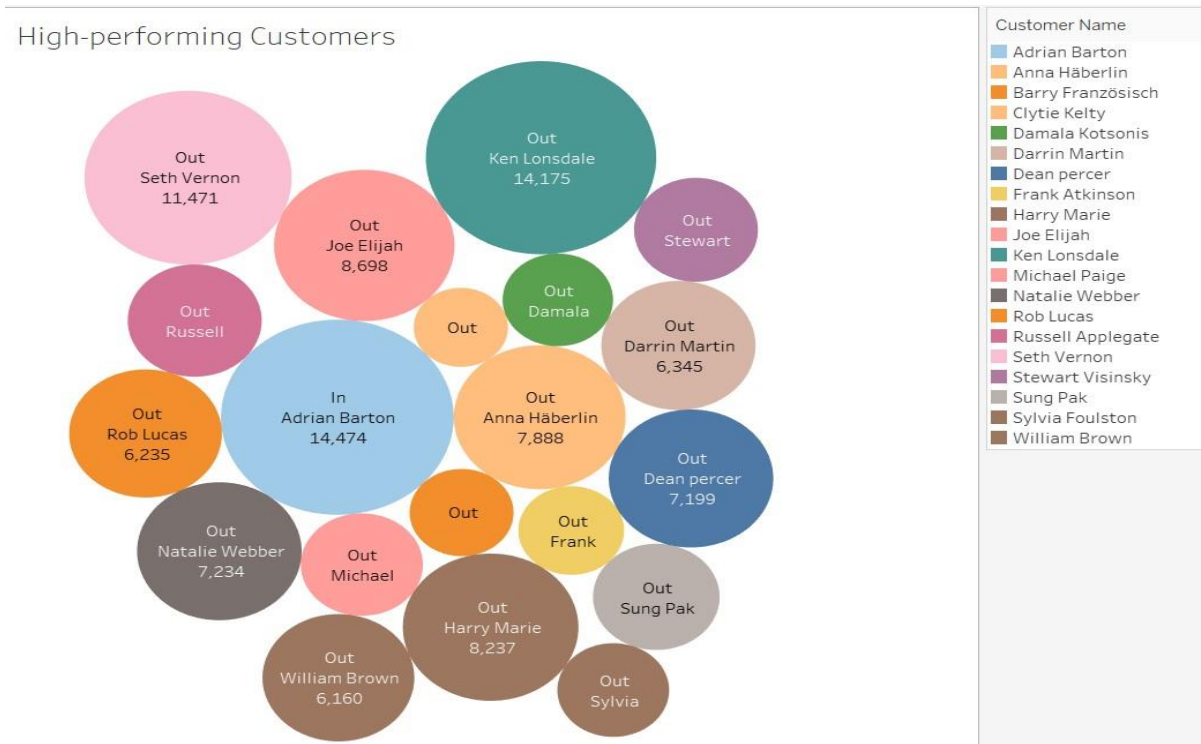 High-performing Customers
Out
Seth Vernon
11,471
Out
Ken Lonsdale
14,175
Out
Joe Elijah
8,698
Out
Stewart
Out
Russell
Out
Damala
Out
Out
Darrin Martin
6,345
In
Adrian Barton
14,474
Out
Anna Häberlin
7,888
Out
Rob Lucas
6,235
Out
Dean percer
7,199
Out
Out
Frank
Out
Natalie Webber
7,234
Out
Michael
Out
Sung Pak
Out
Harry Marie
8,237
Out
William Brown
6,160
Out
Sylvia
Customer Name
Adrian Barton
Anna Häberlin
Barry Französisch
Clytie Kelty
Damala Kotsonis
Darrin Martin
Dean percer
Frank Atkinson
Harry Marie
Joe Elijah
Ken Lonsdale
Michael Paige
Natalie Webber
Rob Lucas
Russell Applegate
Seth Vernon
Stewart Visinsky
Sung Pak
Sylvia Foulston
William Brown